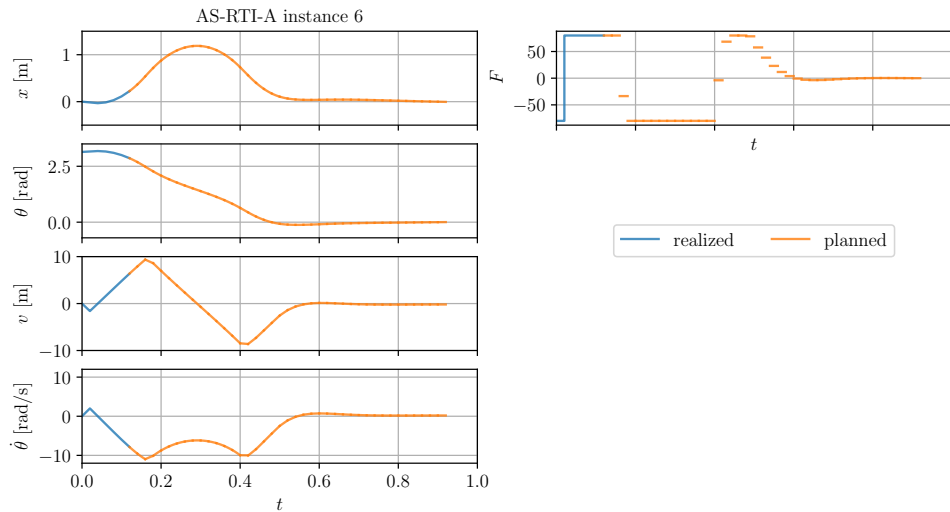 AS-RTI-A instance 6
x [m]
1
0
θ [rad]
2.5
0.0
v [m]
10
0
−10
θ̇ [rad/s]
10
0
−10
0.0 0.2 0.4 0.6 0.8 1.0
t
F
50
0
−50
t
realized planned